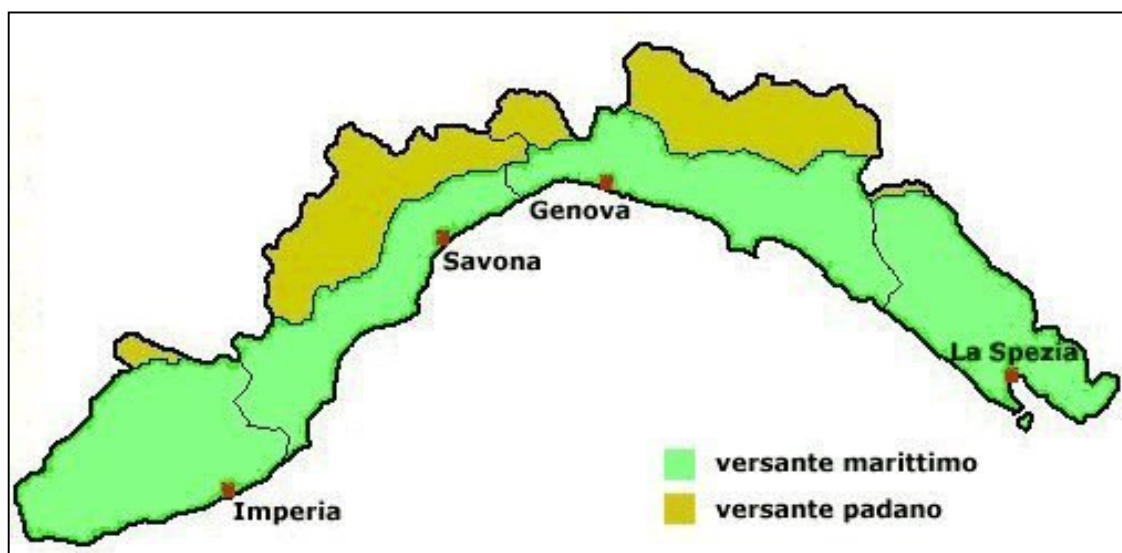 Genova
Savona
La Spezia
Imperia
versante marittimo
versante padano